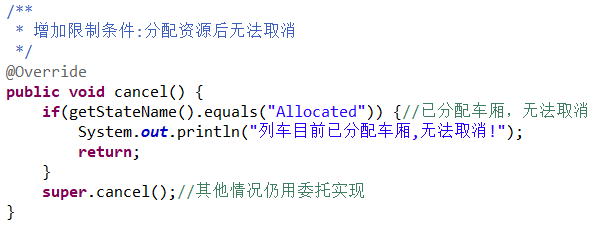 /**
 * 增加限制条件:分配资源后无法取消
 */
@Override
public void cancel() {
    if(getStateName().equals("Allocated")) {//已分配车厢，无法取消
        System.out.println("列车目前已分配车厢,无法取消!");
        return;
    }
    super.cancel();//其他情况仍用委托实现
}